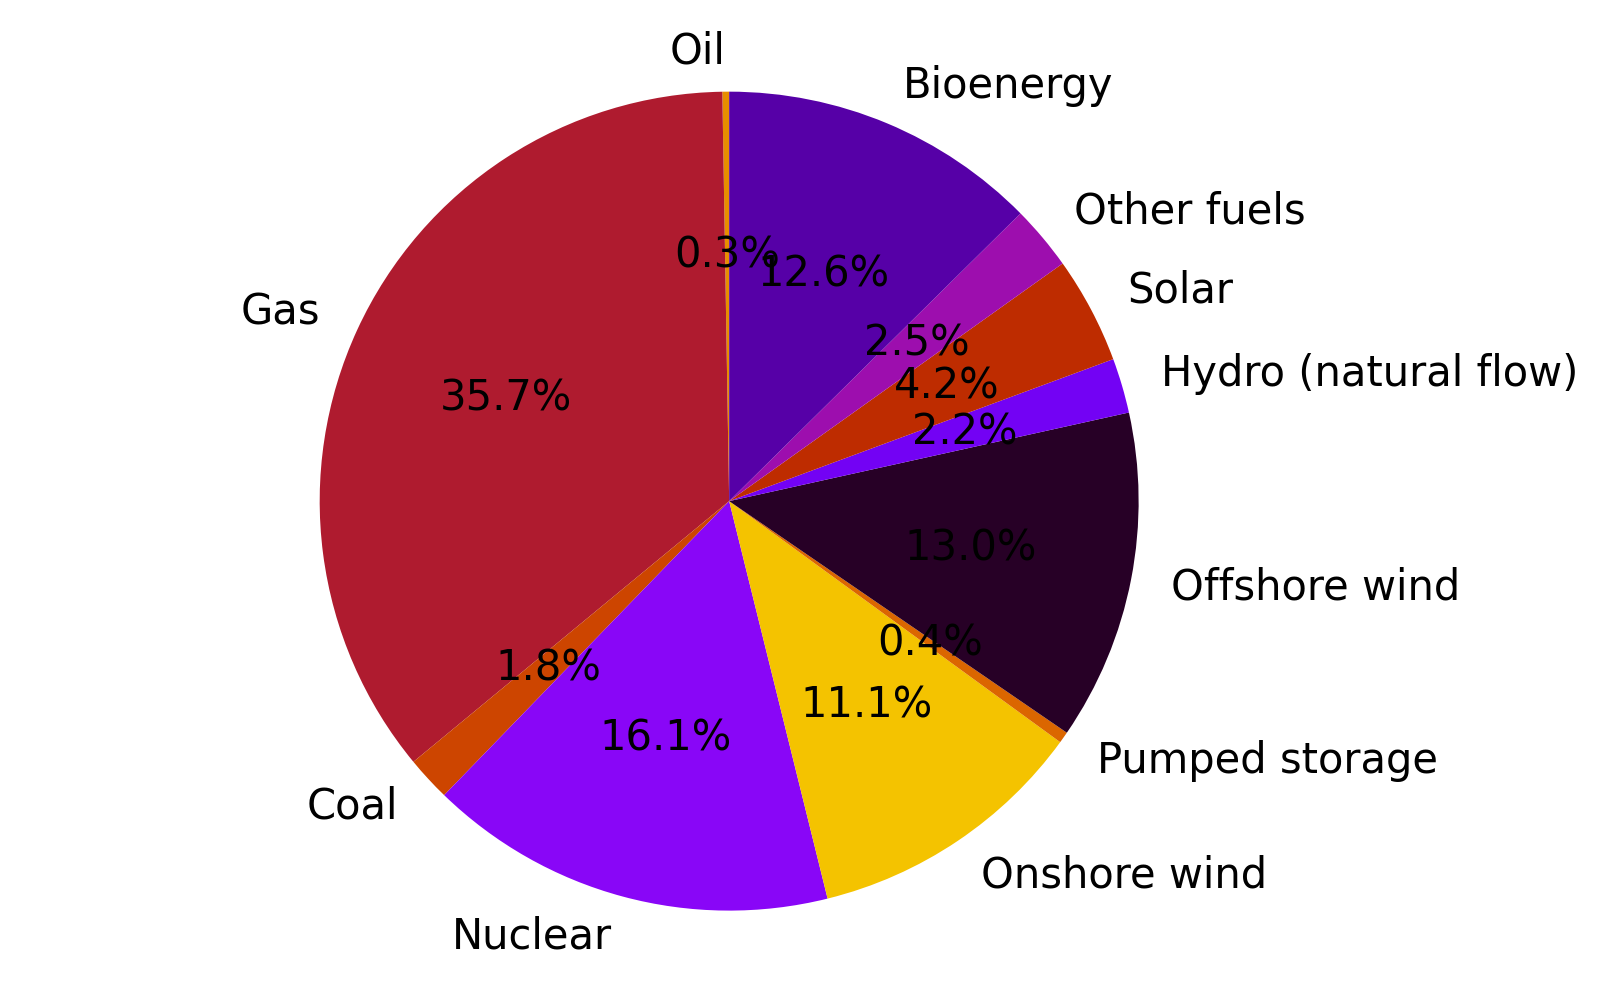 Oil
Bioenergy
Other fuels
Solar
Hydro (natural flow)
Offshore wind
Pumped storage
Onshore wind
Nuclear
Coal
Gas
0.3%
12.6%
2.5%
4.2%
2.2%
13.0%
0.4%
11.1%
16.1%
1.8%
35.7%